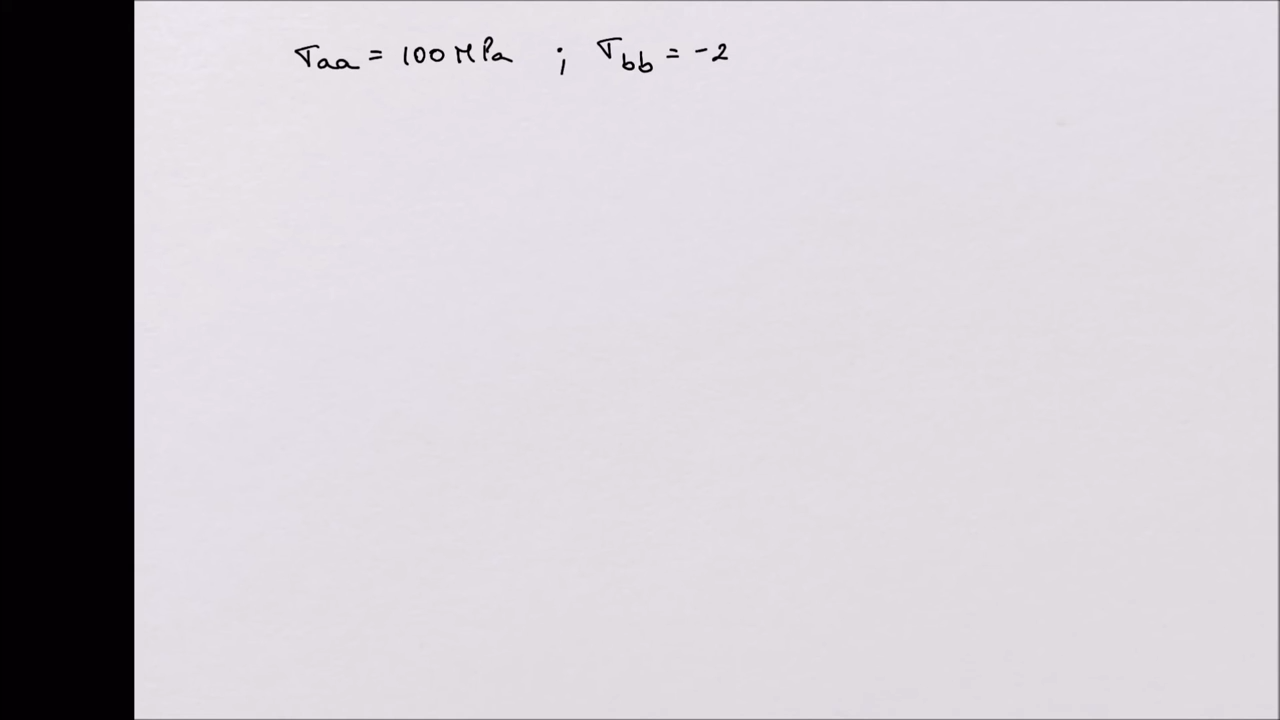 σaa = 100 MPa ; σbb = -2